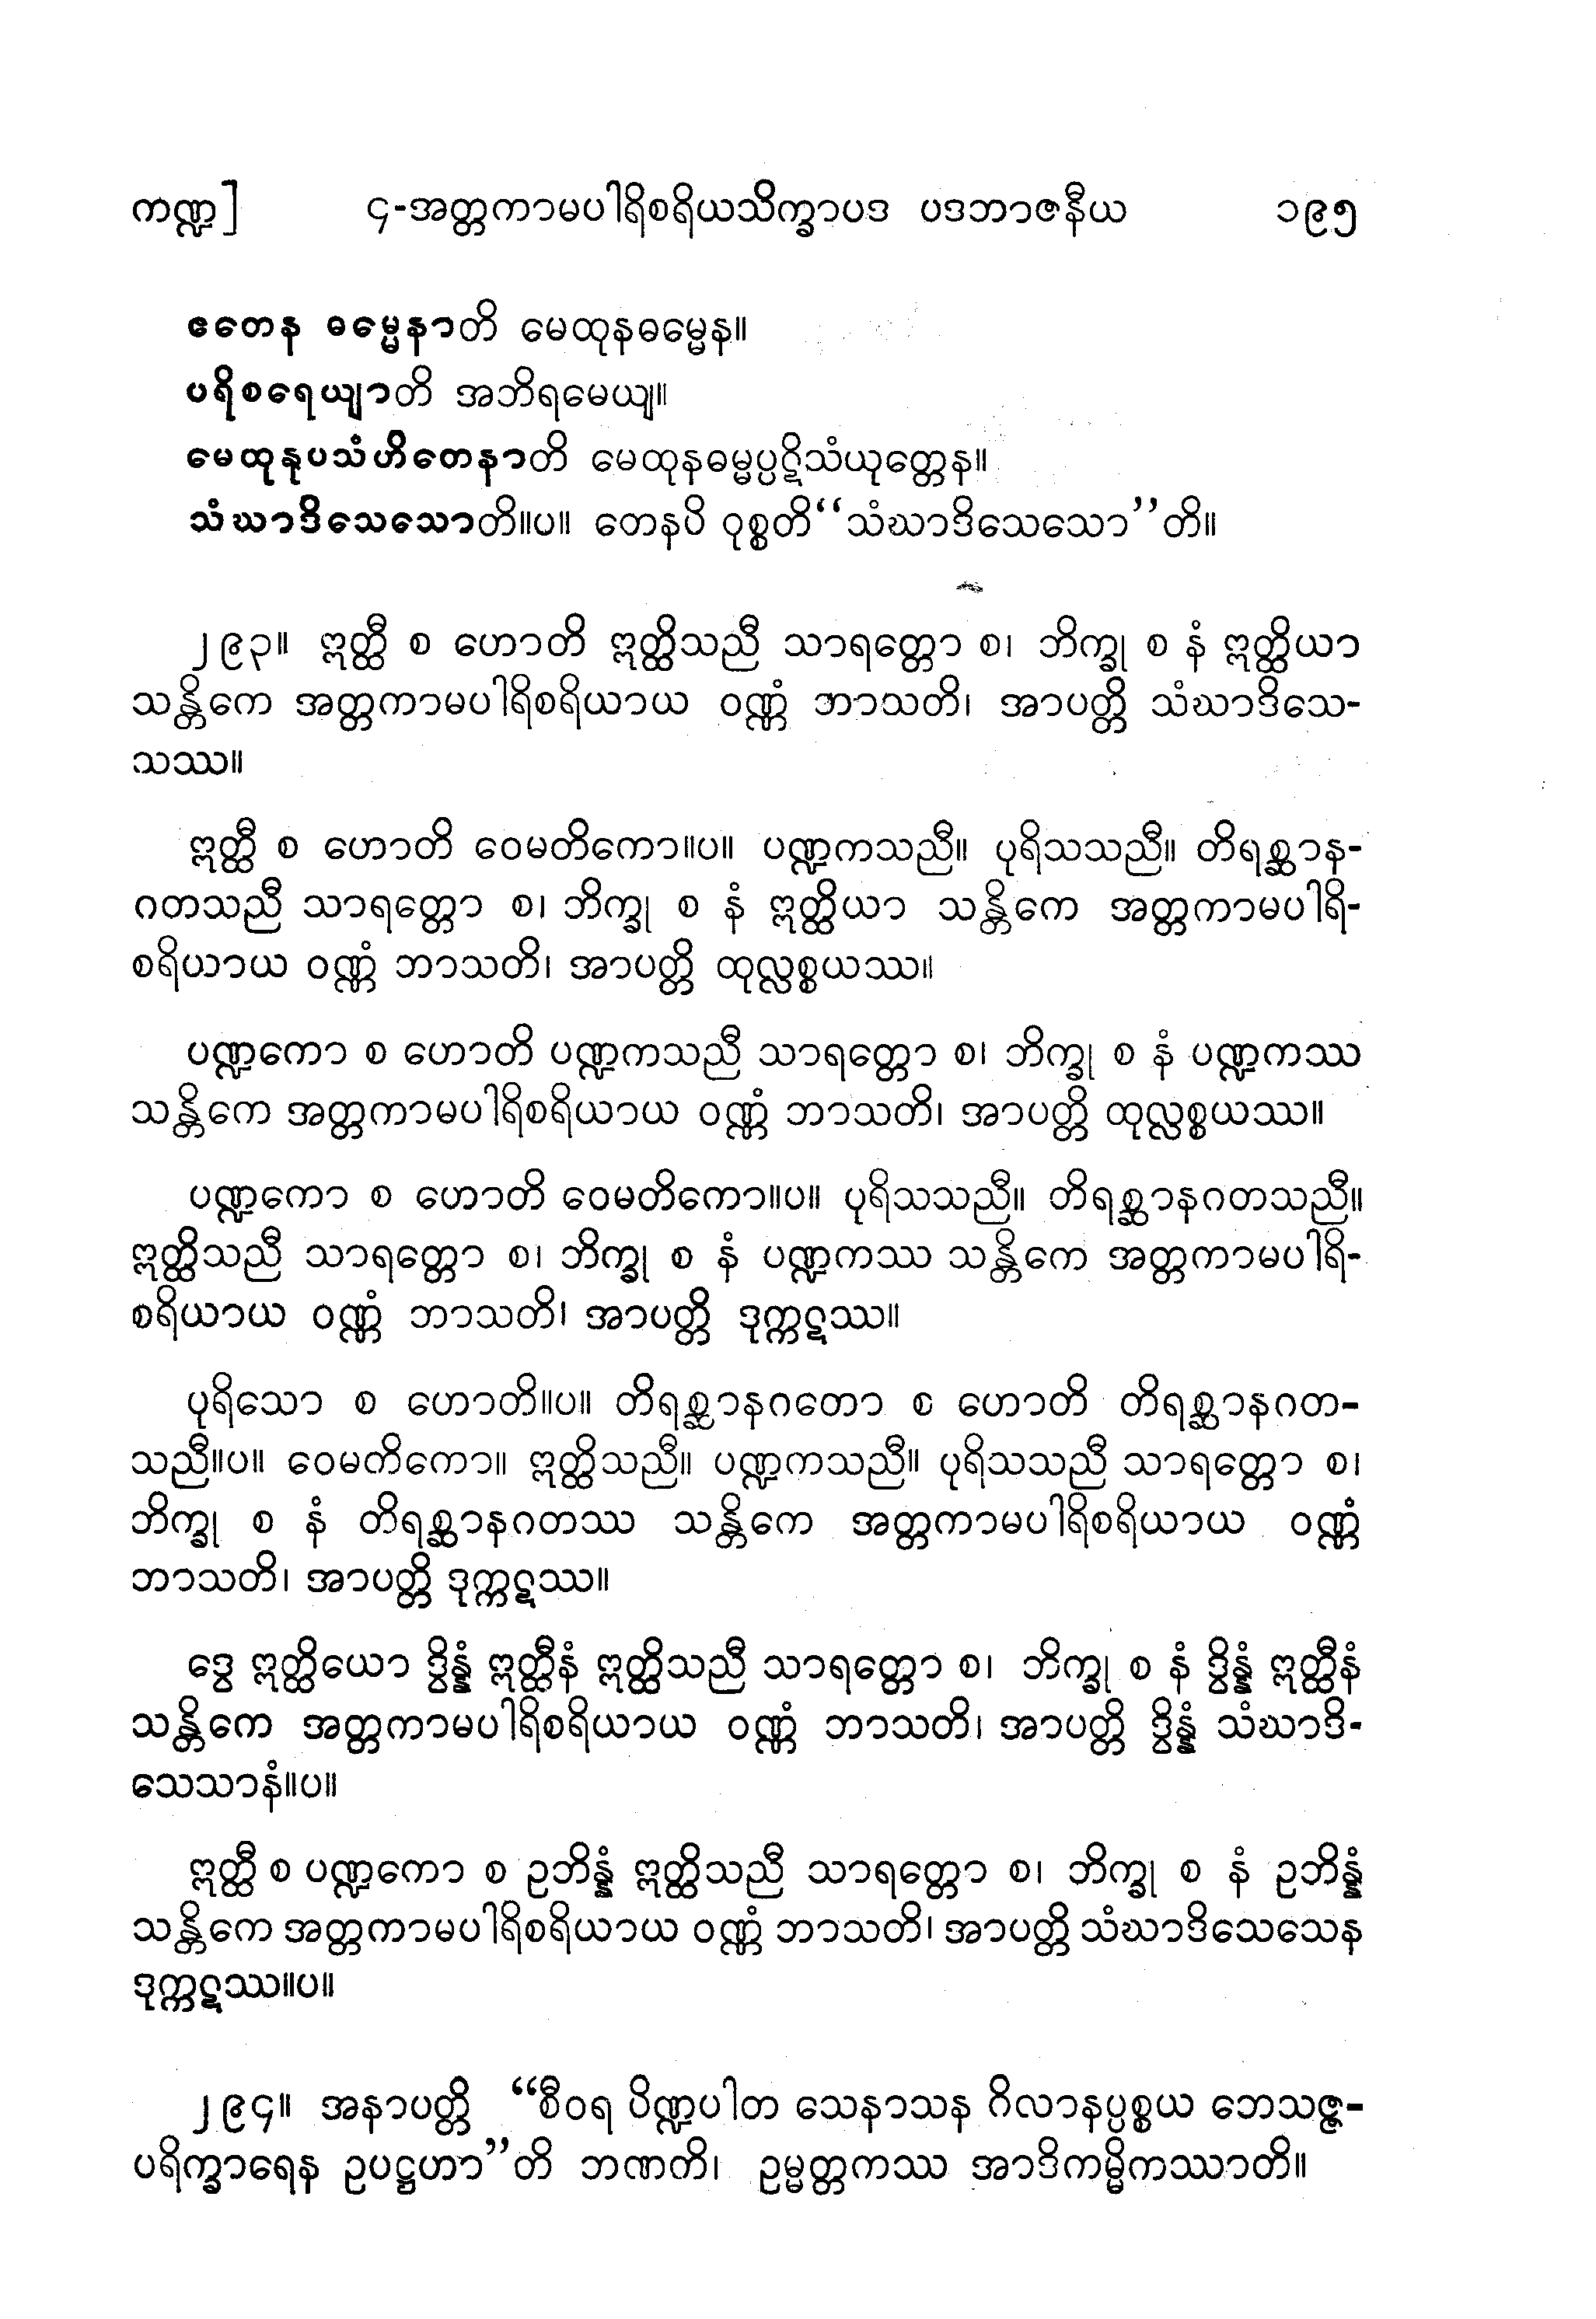 ကဏ္ဍ] ၄-အတ္တကာမပါရိစရိယသိက္ခာပဒ ပဒဘာဇနီယ ၁၉၅
ဧတေန ဓမ္မေနာတိ မေထုနဓမ္မေန။
ပရိစရေယျာတိ အဘိရမေယျ။
မေထုနုပသံဟိတေနာတိ မေထုနဓမ္မပ္ပဋိသံယုတ္တေန။
သံဃာဒိသေသောတိ။ပ။ တေနပိ ဝုစ္စတိ“သံဃာဒိသေသော”တိ။
၂၉၃။ ဣတ္ထီ စ ဟောတိ ဣတ္ထိသညီ သာရတ္တော စ၊ ဘိက္ခု စ နံ ဣတ္ထိယာ
သန္တိကေ အတ္တကာမပါရိစရိယာယ ဝဏ္ဏံ ဘာသတိ၊ အာပတ္တိ သံဃာဒိသေ-
သဿ။
ဣတ္ထီ စ ဟောတိ ဝေမတိကော။ပ။ ပဏ္ဍကသညီ။ ပုရိသသညီ။ တိရစ္ဆာန-
ဂတသညီ သာရတ္တော စ၊ ဘိက္ခု စ နံ ဣတ္ထိယာ သန္တိကေ အတ္တကာမပါရိ-
စရိယာယ ဝဏ္ဏံ ဘာသတိ၊ အာပတ္တိ ထုလ္လစ္စယဿ။
ပဏ္ဍကော စ ဟောတိ ပဏ္ဍကသညီ သာရတ္တော စ၊ ဘိက္ခု စ နံ ပဏ္ဍကဿ
သန္တိကေ အတ္တကာမပါရိစရိယာယ ဝဏ္ဏံ ဘာသတိ၊ အာပတ္တိ ထုလ္လစ္စယဿ။
ပဏ္ဍကော စ ဟောတိ ဝေမတိကော။ပ။ ပုရိသသညီ။ တိရစ္ဆာနဂတသညီ။
ဣတ္ထိသညီ သာရတ္တော စ၊ ဘိက္ခု စ နံ ပဏ္ဍကဿ သန္တိကေ အတ္တကာမပါရိ-
စရိယာယ ဝဏ္ဏံ ဘာသတိ၊ အာပတ္တိ ဒုက္ကဋဿ။
ပုရိသော စ ဟောတိ။ပ။ တိရစ္ဆာနဂတော စ ဟောတိ တိရစ္ဆာနဂတ-
သညီ။ပ။ ဝေမတိကော။ ဣတ္ထိသညီ။ ပဏ္ဍကသညီ။ ပုရိသသညီ သာရတ္တော စ၊
ဘိက္ခု စ နံ တိရစ္ဆာနဂတဿ သန္တိကေ အတ္တကာမပါရိစရိယာယ ဝဏ္ဏံ
ဘာသတိ၊ အာပတ္တိ ဒုက္ကဋဿ။
ဒွေ ဣတ္ထိယော ဒွိန္နံ ဣတ္ထီနံ ဣတ္ထိသညီ သာရတ္တော စ၊ ဘိက္ခု စ နံ ဒွိန္နံ ဣတ္ထီနံ
သန္တိကေ အတ္တကာမပါရိစရိယာယ ဝဏ္ဏံ ဘာသတိ၊ အာပတ္တိ ဒွိန္နံ သံဃာဒိ-
သေသာနံ။ပ။
ဣတ္ထီ စ ပဏ္ဍကော စ ဥဘိန္နံ ဣတ္ထိသညီ သာရတ္တော စ၊ ဘိက္ခု စ နံ ဥဘိန္နံ
သန္တိကေ အတ္တကာမပါရိစရိယာယ ဝဏ္ဏံ ဘာသတိ၊ အာပတ္တိ သံဃာဒိသေသေန
ဒုက္ကဋဿ။ပ။
၂၉၄။ အနာပတ္တိ “စီဝရ ပိဏ္ဍပါတ သေနာသန ဂိလာနပ္ပစ္စယ ဘေသဇ္ဇ-
ပရိက္ခာရေန ဥပဋ္ဌဟာ”တိ ဘဏတိ၊ ဥမ္မတ္တကဿ အာဒိကမ္မိကဿာတိ။